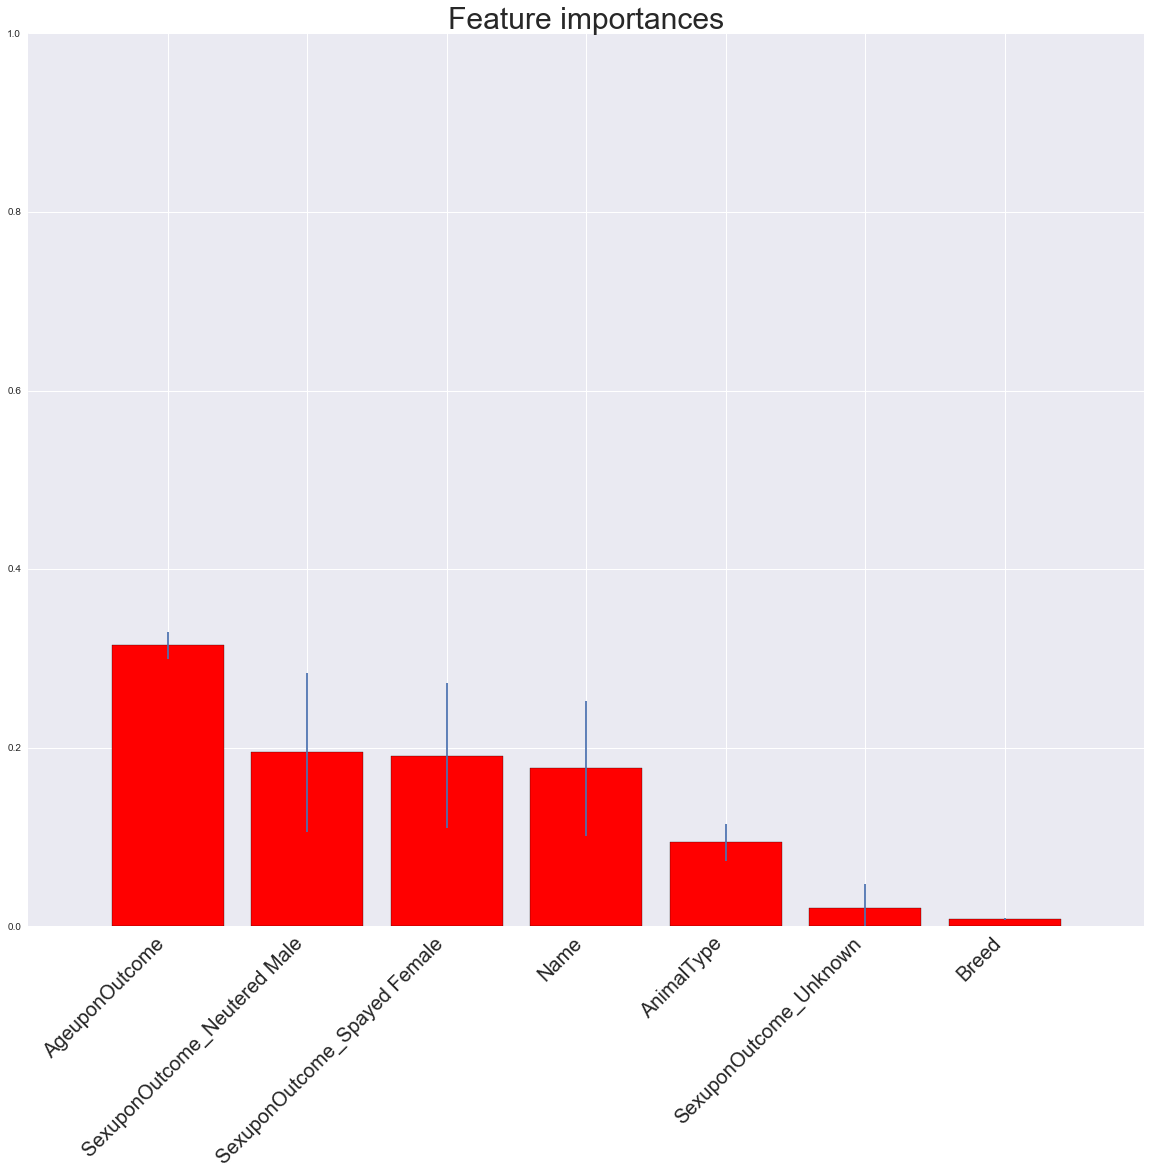 Feature importances
1.0
0.8
0.6
0.4
0.2
0.0
AgeuponOutcome
SexuponOutcome_Neutered Male
SexuponOutcome_Spayed Female
Name
AnimalType
SexuponOutcome_Unknown
Breed